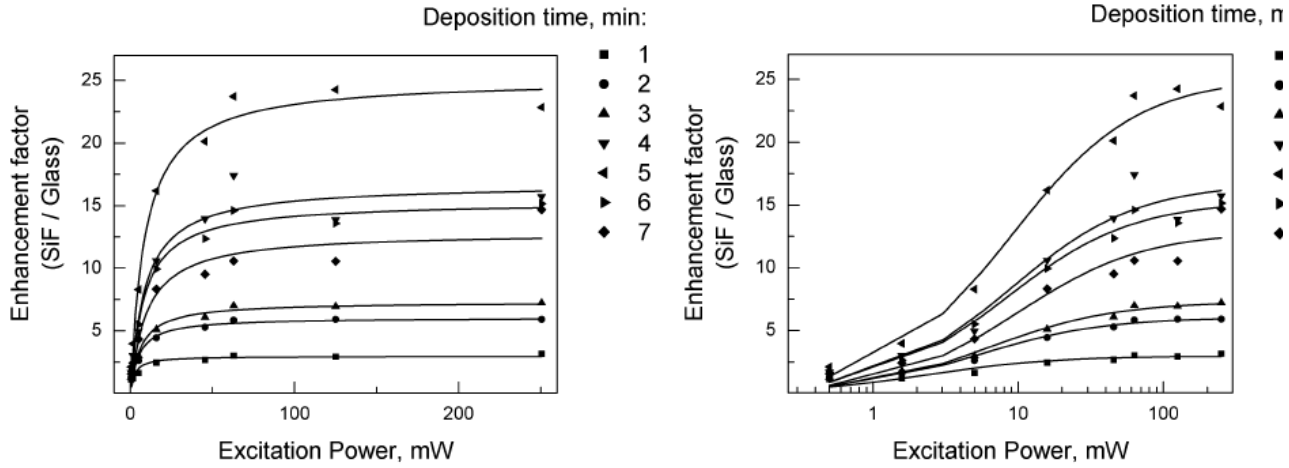 Deposition time, min:
1
2
3
4
5
6
7
25
20
15
10
5
0
100
200
Enhancement factor
(SiF / Glass)
Excitation Power, mW
Deposition time, m
25
20
15
10
5
1
10
100
Enhancement factor
(SiF / Glass)
Excitation Power, mW